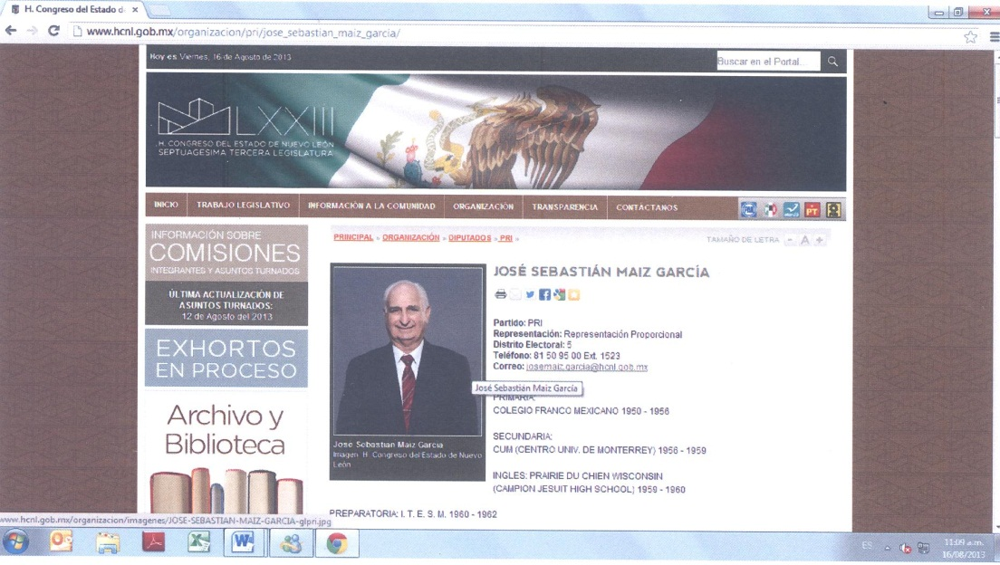 H. Congreso del Estado d
www.hcnl.gob.mx/organizacion/pri/jose_sebastian_maiz_garcia/
Hoy es Viernes, 16 de Agosto de 2013
Buscar en el Portal...
LXXIII
H. CONGRESO DEL ESTADO DE NUEVO LEÓN
SEPTUAGESIMA TERCERA LEGISLATURA
INICIO TRABAJO LEGISLATIVO INFORMACIÓN A LA COMUNIDAD ORGANIZACIÓN TRANSPARENCIA CONTÁCTANOS
PT
INFORMACIÓN SOBRE
COMISIONES
INTEGRANTES Y ASUNTOS TURNADOS
ÚLTIMA ACTUALIZACIÓN DE
ASUNTOS TURNADOS:
12 de Agosto del 2013
EXHORTOS
EN PROCESO
Archivo y
Biblioteca
PRINCIPAL » ORGANIZACIÓN » DIPUTADOS » PRI »
TAMAÑO DE LETRA - A +
JOSÉ SEBASTIÁN MAIZ GARCÍA
Partido: PRI
Representación: Representación Proporcional
Distrito Electoral: 5
Teléfono: 81 50 95 00 Ext. 1523
Correo: josemaiz.garcia@hcnl.gob.mx
José Sebastián Maiz García
PRIMARIA:
COLEGIO FRANCO MEXICANO 1950 - 1956
SECUNDARIA:
CUM (CENTRO UNIV. DE MONTERREY) 1956 - 1959
INGLES: PRAIRIE DU CHIEN WISCONSIN
(CAMPION JESUIT HIGH SCHOOL) 1959 - 1960
José Sebastián Maiz García
Imagen: H. Congreso del Estado de Nuevo
León
PREPARATORIA: I. T. E. S. M. 1960 - 1962
www.hcnl.gob.mx/organizacion/imagenes/JOSE-SEBASTIAN-MAIZ-GARCIA-glpri.jpg
ES
11:09 a.m.
16/08/2013